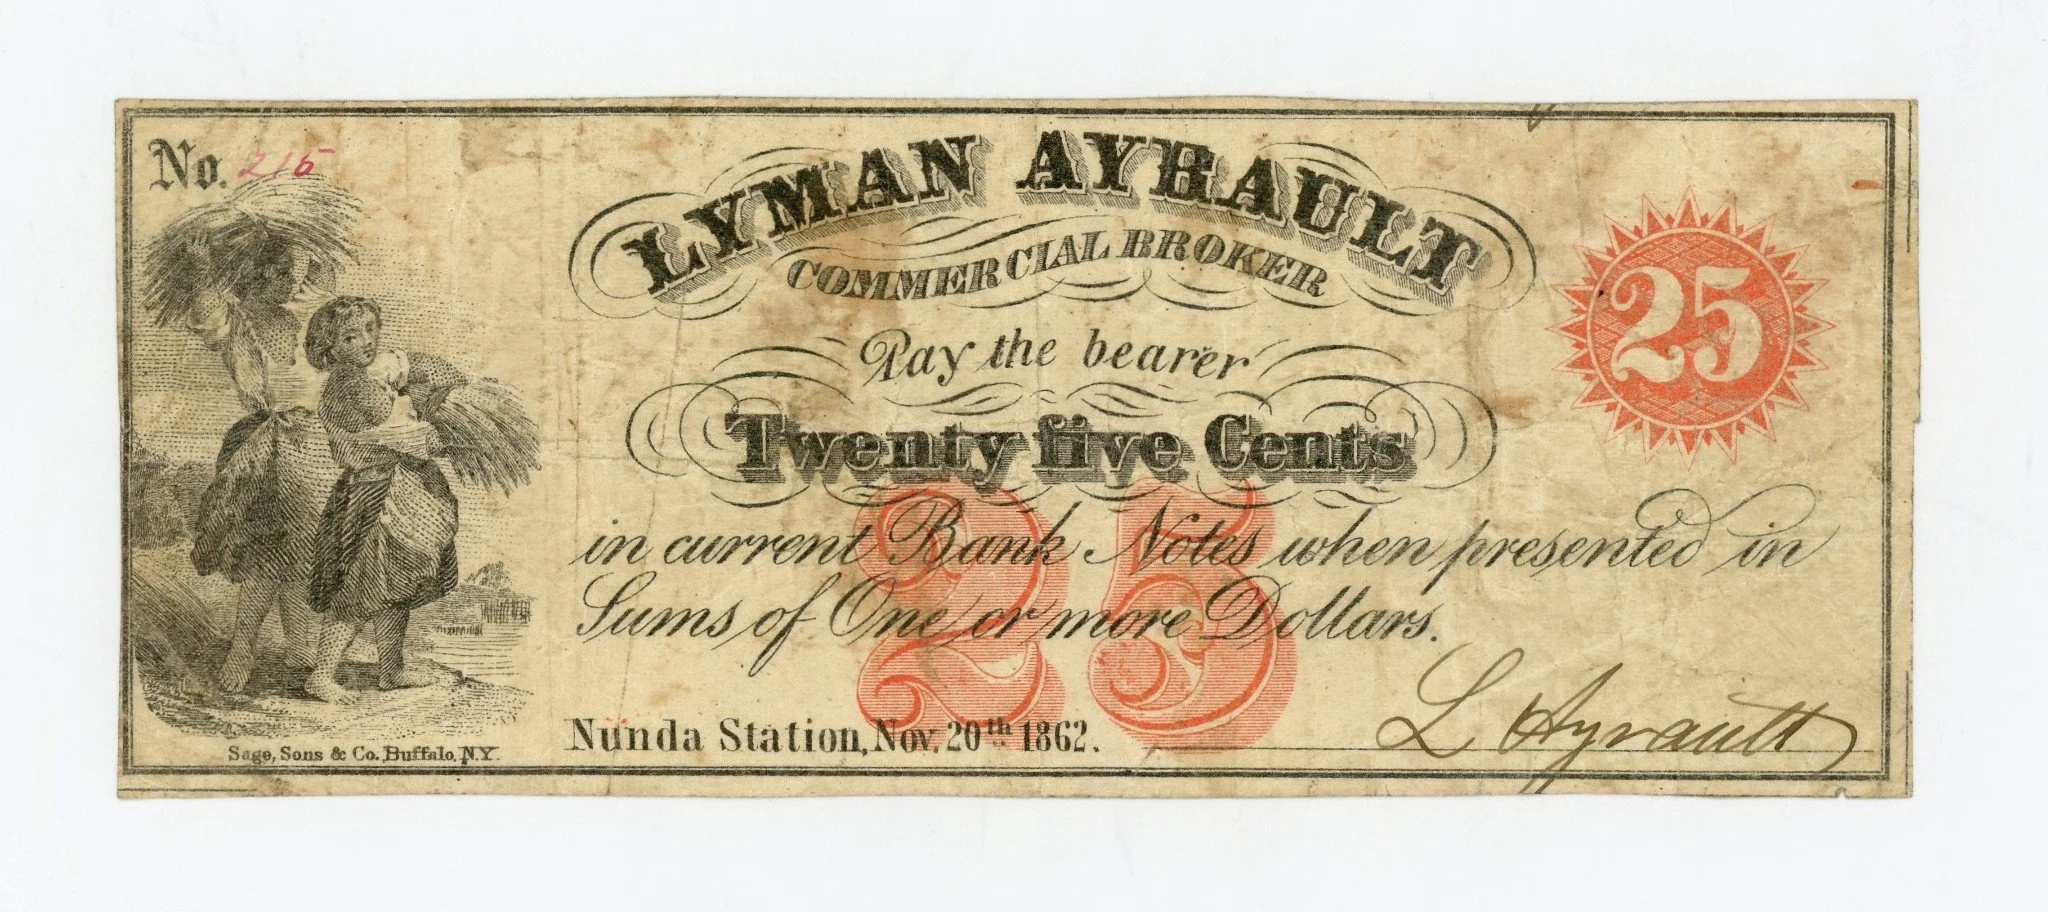 No. 215
LYMAN AYRAULT
COMMERCIAL BROKER
25
Pay the bearer
Twenty five Cents
25
in current Bank Notes when presented in
Sums of One or more Dollars.
Nunda Station, Nov. 20th 1862.
L Ayrault
Sage, Sons & Co. Buffalo, N.Y.